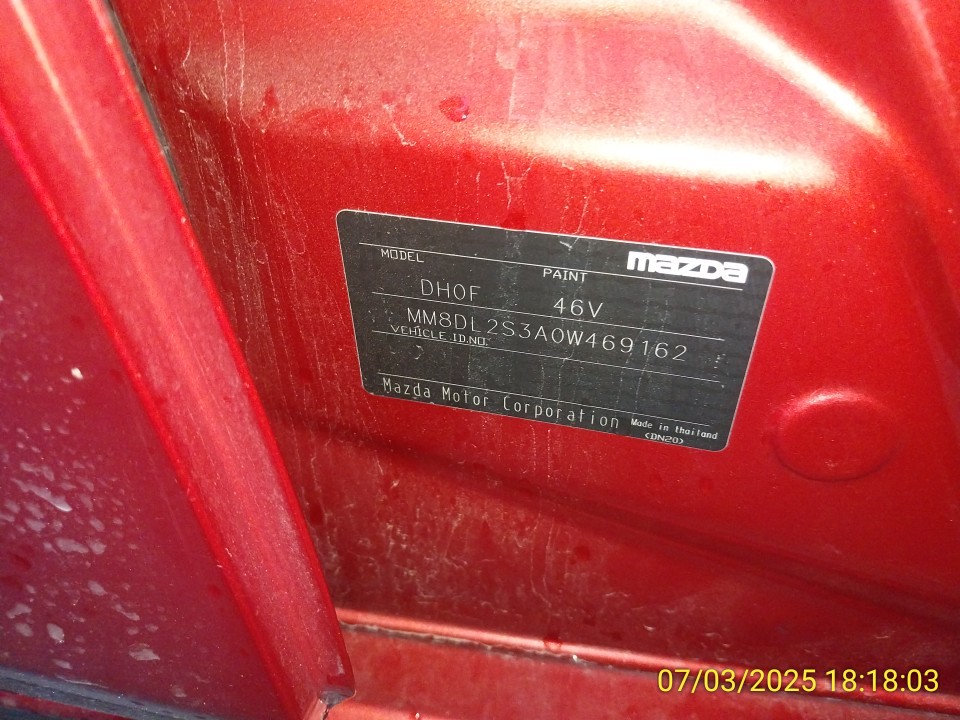 mazda
MODEL PAINT
DH0F 46V
MM8DL2S3A0W469162
VEHICLE ID.NO.
Mazda Motor Corporation Made in thailand
(DN20)
07/03/2025 18:18:03